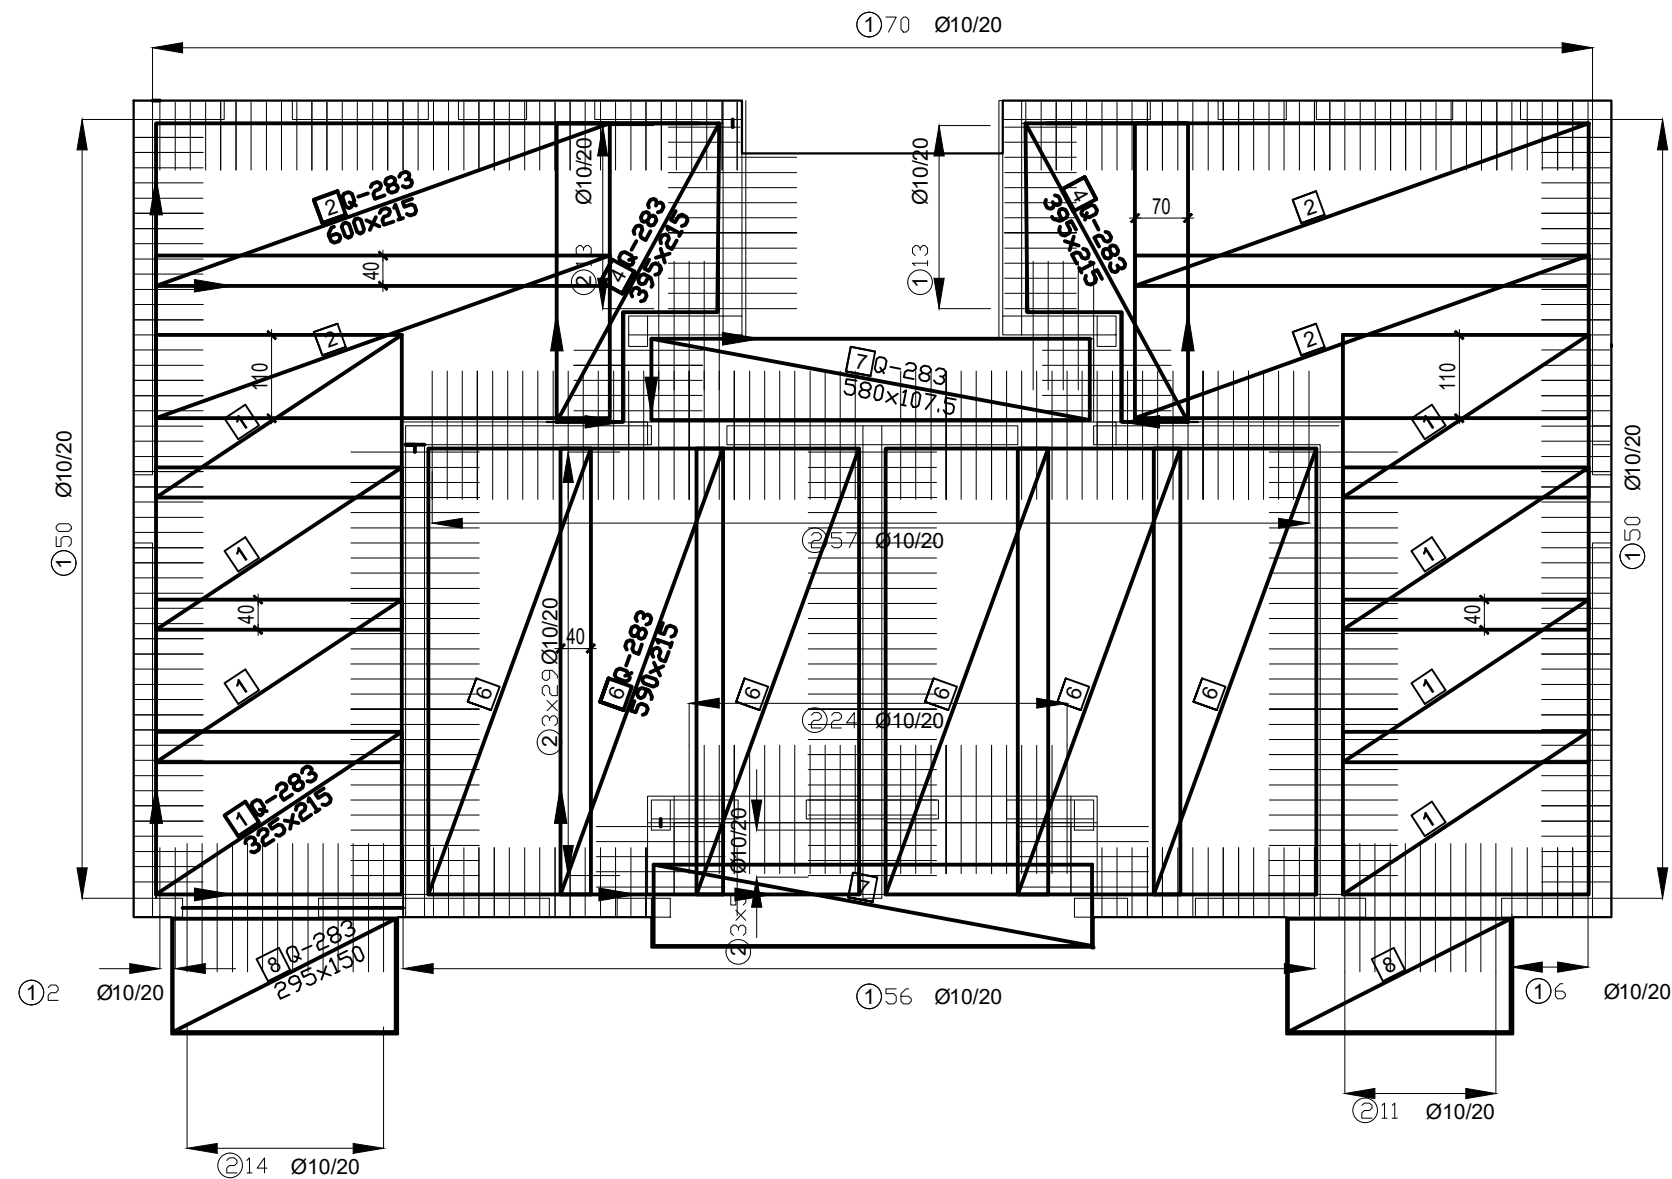 ①70 Ø10/20
Ø10/20
②13
Ø10/20
①13
2 Q-283
600x215
4 Q-283
395x215
4 Q-283
395x215
70
2
40
2
2
110
110
7 Q-283
580x107.5
1
1
①50 Ø10/20
①50 Ø10/20
②57 Ø10/20
1
1
②3x29 Ø10/20
40
40
40
6 Q-283
590x215
6
6
6
6
6
1
1
②24 Ø10/20
1 Q-283
325x215
1
②3x Ø10/20
7
8 Q-283
295x150
8
①2 Ø10/20
①56 Ø10/20
①6 Ø10/20
②11 Ø10/20
②14 Ø10/20